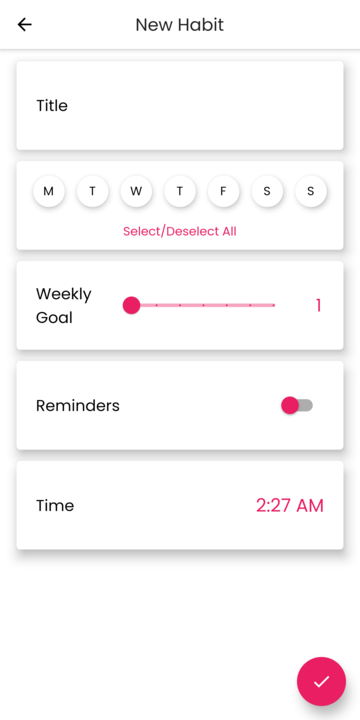 New Habit
Title
M T W T F S S
Select/Deselect All
Weekly
Goal
1
Reminders
Time
2:27 AM